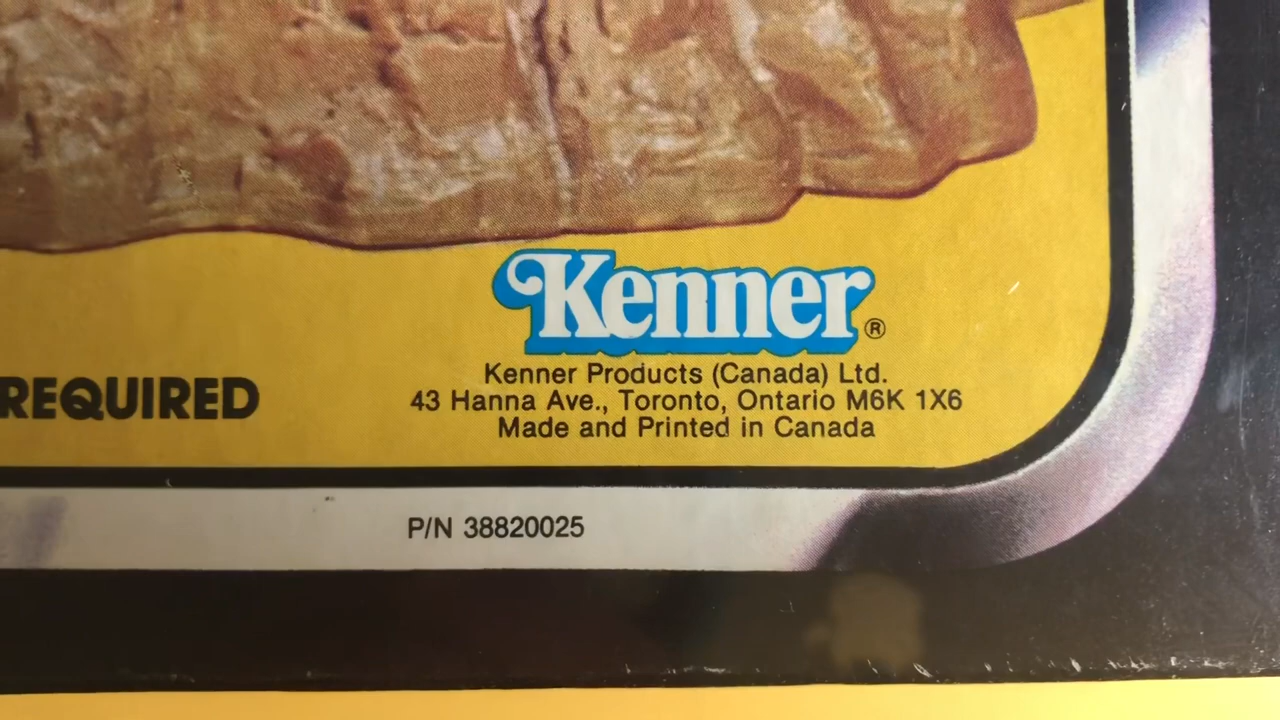 Kenner®
Kenner Products (Canada) Ltd.
REQUIRED
43 Hanna Ave., Toronto, Ontario M6K 1X6
Made and Printed in Canada
P/N 38820025